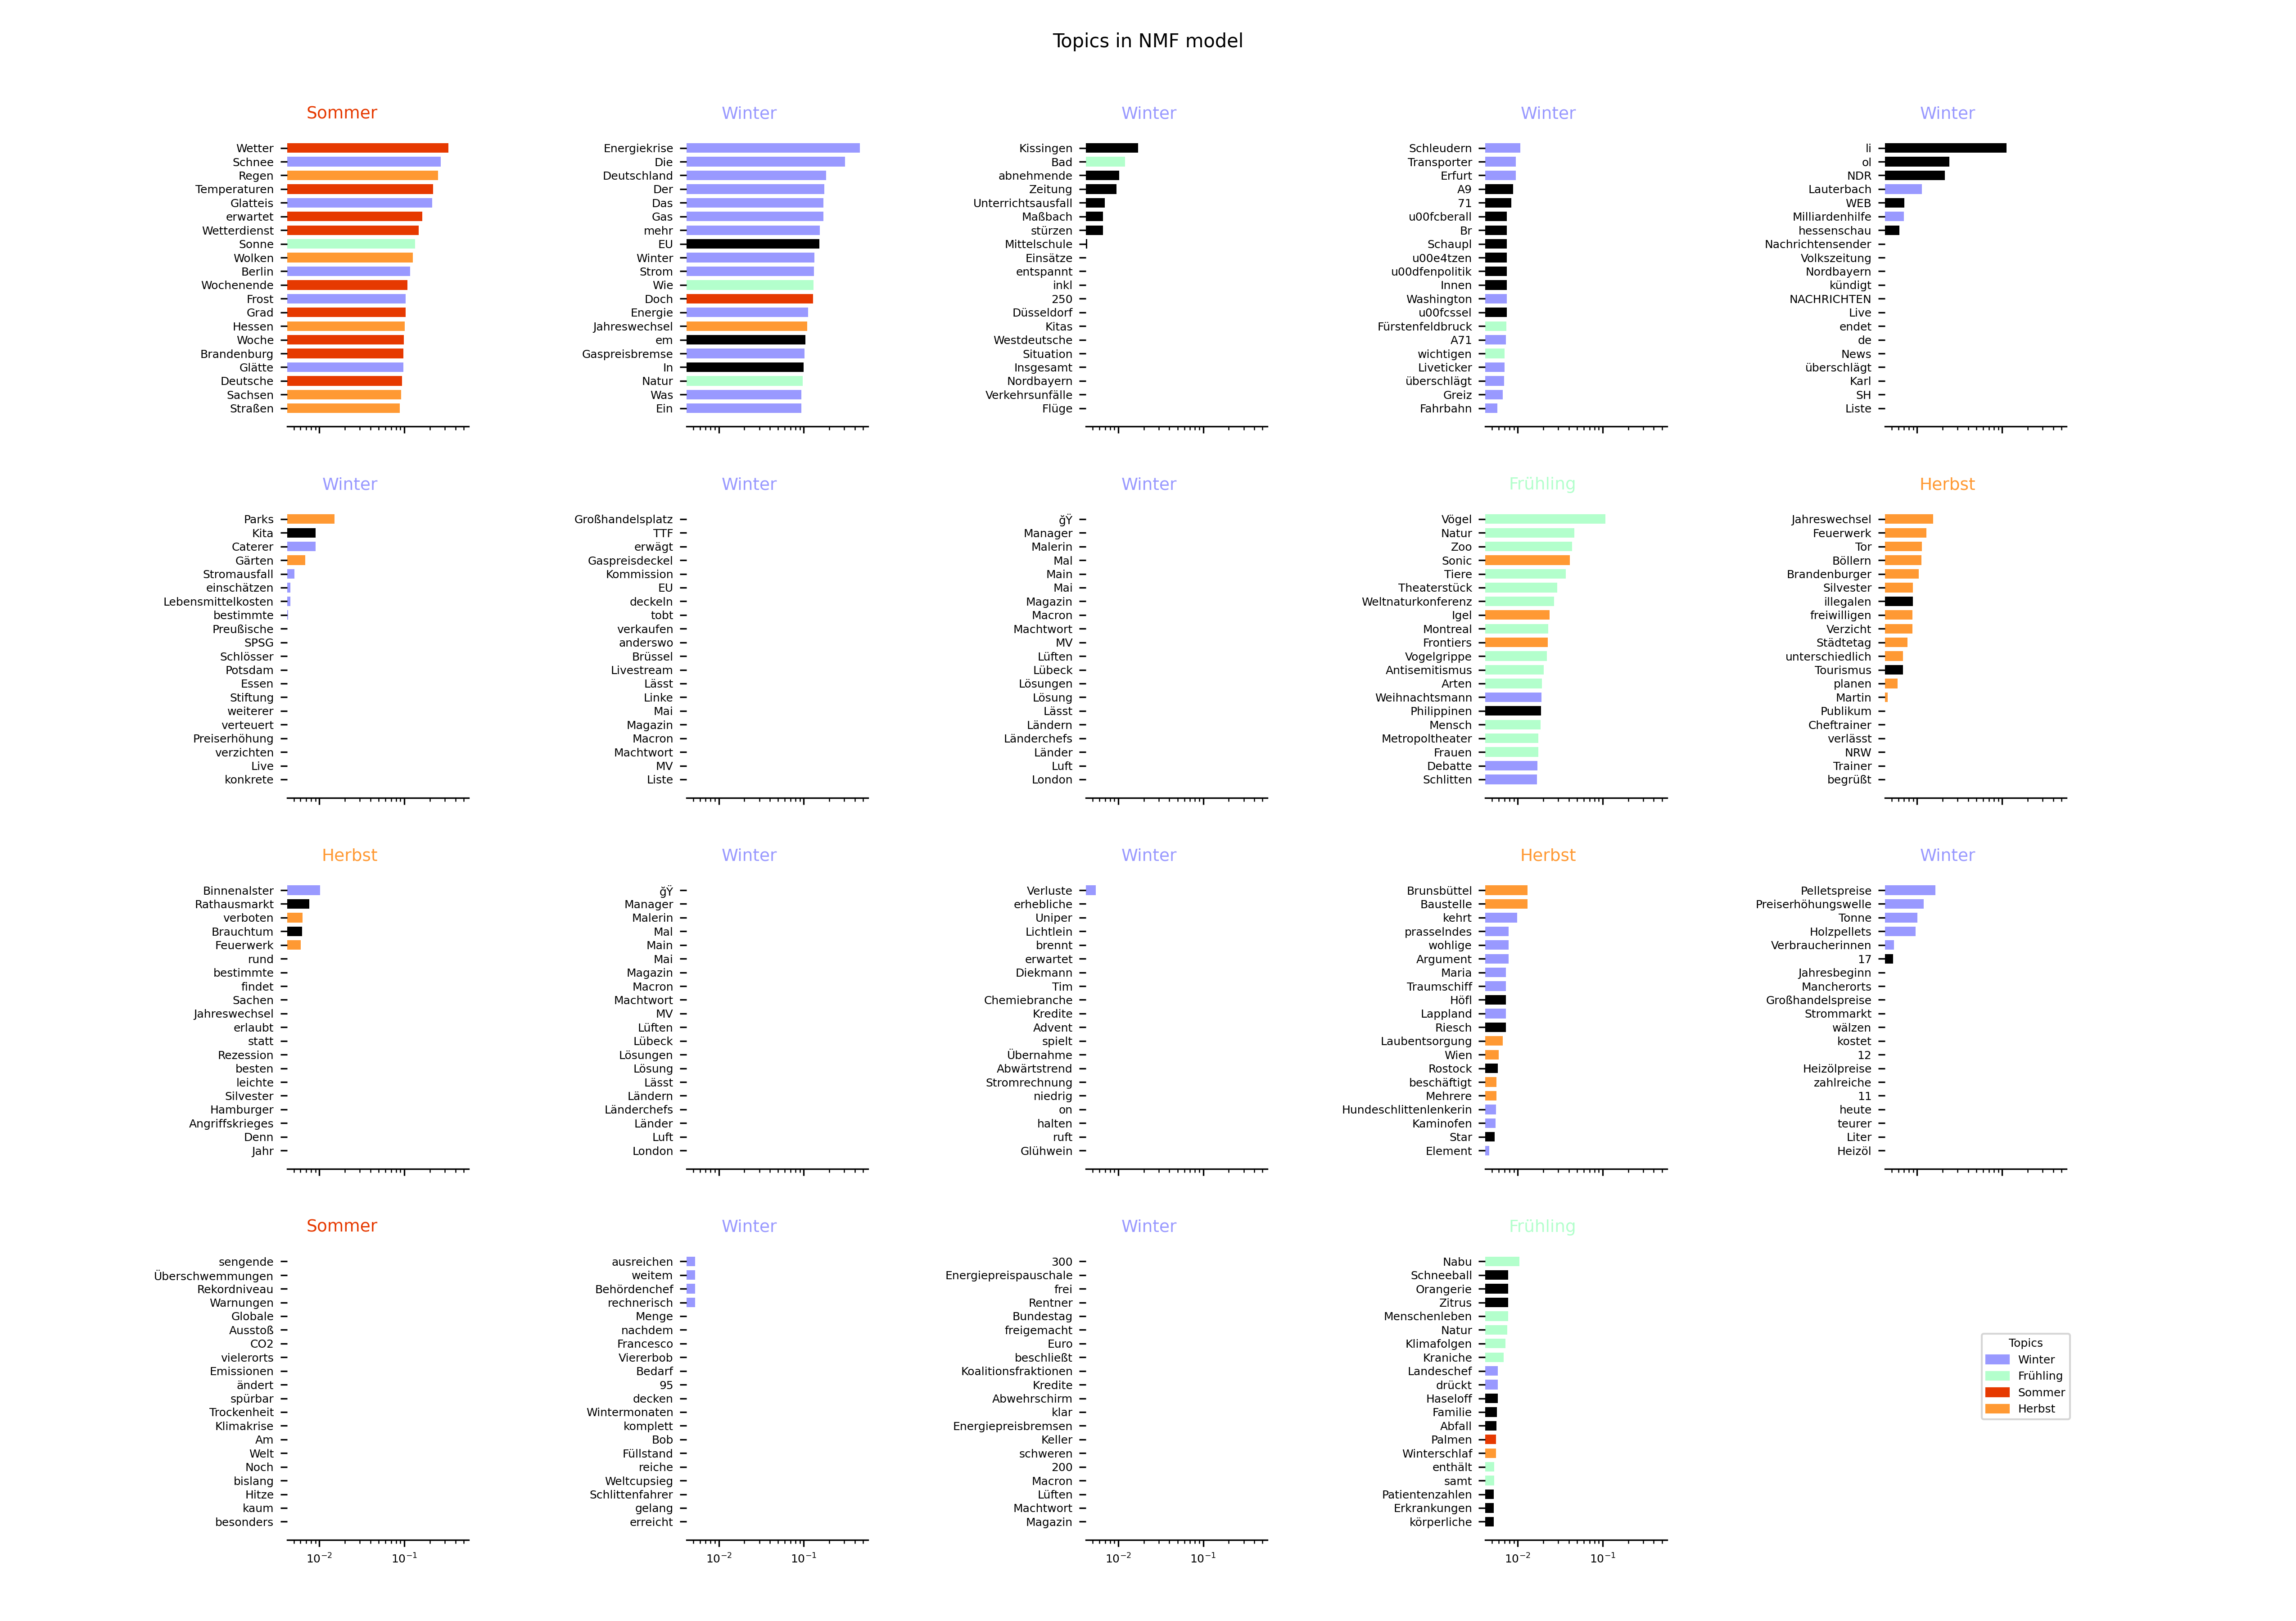 Topics in NMF model
Sommer
Wetter
Schnee
Regen
Temperaturen
Glatteis
erwartet
Wetterdienst
Sonne
Wolken
Berlin
Wochenende
Frost
Grad
Hessen
Woche
Brandenburg
Glätte
Deutsche
Sachsen
Straßen
Winter
Energiekrise
Die
Deutschland
Der
Das
Gas
mehr
EU
Winter
Strom
Wie
Doch
Energie
Jahreswechsel
em
Gaspreisbremse
In
Natur
Was
Ein
Winter
Kissingen
Bad
abnehmende
Zeitung
Unterrichtsausfall
Maßbach
stürzen
Mittelschule
Einsätze
entspannt
inkl
250
Düsseldorf
Kitas
Westdeutsche
Situation
Insgesamt
Nordbayern
Verkehrsunfälle
Flüge
Winter
Schleudern
Transporter
Erfurt
A9
71
u00fcberall
Br
Schaupl
u00e4tzen
u00dfenpolitik
Innen
Washington
u00fcssel
Fürstenfeldbruck
A71
wichtigen
Liveticker
überschlägt
Greiz
Fahrbahn
Winter
li
ol
NDR
Lauterbach
WEB
Milliardenhilfe
hessenschau
Nachrichtensender
Volkszeitung
Nordbayern
kündigt
NACHRICHTEN
Live
endet
de
News
überschlägt
Karl
SH
Liste
Winter
Parks
Kita
Caterer
Gärten
Stromausfall
einschätzen
Lebensmittelkosten
bestimmte
Preußische
SPSG
Schlösser
Potsdam
Essen
Stiftung
weiterer
verteuert
Preiserhöhung
verzichten
Live
konkrete
Winter
Großhandelsplatz
TTF
erwägt
Gaspreisdeckel
Kommission
EU
deckeln
tobt
verkaufen
anderswo
Brüssel
Livestream
Lässt
Linke
Mai
Magazin
Macron
Machtwort
MV
Liste
Winter
ğŸ
Manager
Malerin
Mal
Main
Mai
Magazin
Macron
Machtwort
MV
Lüften
Lübeck
Lösungen
Lösung
Lässt
Ländern
Länderchefs
Länder
Luft
London
Frühling
Vögel
Natur
Zoo
Sonic
Tiere
Theaterstück
Weltnaturkonferenz
Igel
Montreal
Frontiers
Vogelgrippe
Antisemitismus
Arten
Weihnachtsmann
Philippinen
Mensch
Metropoltheater
Frauen
Debatte
Schlitten
Herbst
Jahreswechsel
Feuerwerk
Tor
Böllern
Brandenburger
Silvester
illegalen
freiwilligen
Verzicht
Städtetag
unterschiedlich
Tourismus
planen
Martin
Publikum
Cheftrainer
verlässt
NRW
Trainer
begrüßt
Herbst
Binnenalster
Rathausmarkt
verboten
Brauchtum
Feuerwerk
rund
bestimmte
findet
Sachen
Jahreswechsel
erlaubt
statt
Rezession
besten
leichte
Silvester
Hamburger
Angriffskrieges
Denn
Jahr
Winter
ğŸ
Manager
Malerin
Mal
Main
Mai
Magazin
Macron
Machtwort
MV
Lüften
Lübeck
Lösungen
Lösung
Lässt
Ländern
Länderchefs
Länder
Luft
London
Winter
Verluste
erhebliche
Uniper
Lichtlein
brennt
erwartet
Diekmann
Tim
Chemiebranche
Kredite
Advent
spielt
Übernahme
Abwärtstrend
Stromrechnung
niedrig
on
halten
ruft
Glühwein
Herbst
Brunsbüttel
Baustelle
kehrt
prasselndes
wohlige
Argument
Maria
Traumschiff
Höfl
Lappland
Riesch
Laubentsorgung
Wien
Rostock
beschäftigt
Mehrere
Hundeschlittenlenkerin
Kaminofen
Star
Element
Winter
Pelletspreise
Preiserhöhungswelle
Tonne
Holzpellets
Verbraucherinnen
17
Jahresbeginn
Mancherorts
Großhandelspreise
Strommarkt
wälzen
kostet
12
Heizölpreise
zahlreiche
11
heute
teurer
Liter
Heizöl
Sommer
sengende
Überschwemmungen
Rekordniveau
Warnungen
Globale
Ausstoß
CO2
vielerorts
Emissionen
ändert
spürbar
Trockenheit
Klimakrise
Am
Welt
Noch
bislang
Hitze
kaum
besonders
10⁻² 10⁻¹
Winter
ausreichen
weitem
Behördenchef
rechnerisch
Menge
nachdem
Francesco
Viererbob
Bedarf
95
decken
Wintermonaten
komplett
Bob
Füllstand
reiche
Weltcupsieg
Schlittenfahrer
gelang
erreicht
10⁻² 10⁻¹
Winter
300
Energiepreispauschale
frei
Rentner
Bundestag
freigemacht
Euro
beschließt
Koalitionsfraktionen
Kredite
Abwehrschirm
klar
Energiepreisbremsen
Keller
schweren
200
Macron
Lüften
Machtwort
Magazin
10⁻² 10⁻¹
Frühling
Nabu
Schneeball
Orangerie
Zitrus
Menschenleben
Natur
Klimafolgen
Kraniche
Landeschef
drückt
Haseloff
Familie
Abfall
Palmen
Winterschlaf
enthält
samt
Patientenzahlen
Erkrankungen
körperliche
10⁻² 10⁻¹
Topics
Winter
Frühling
Sommer
Herbst